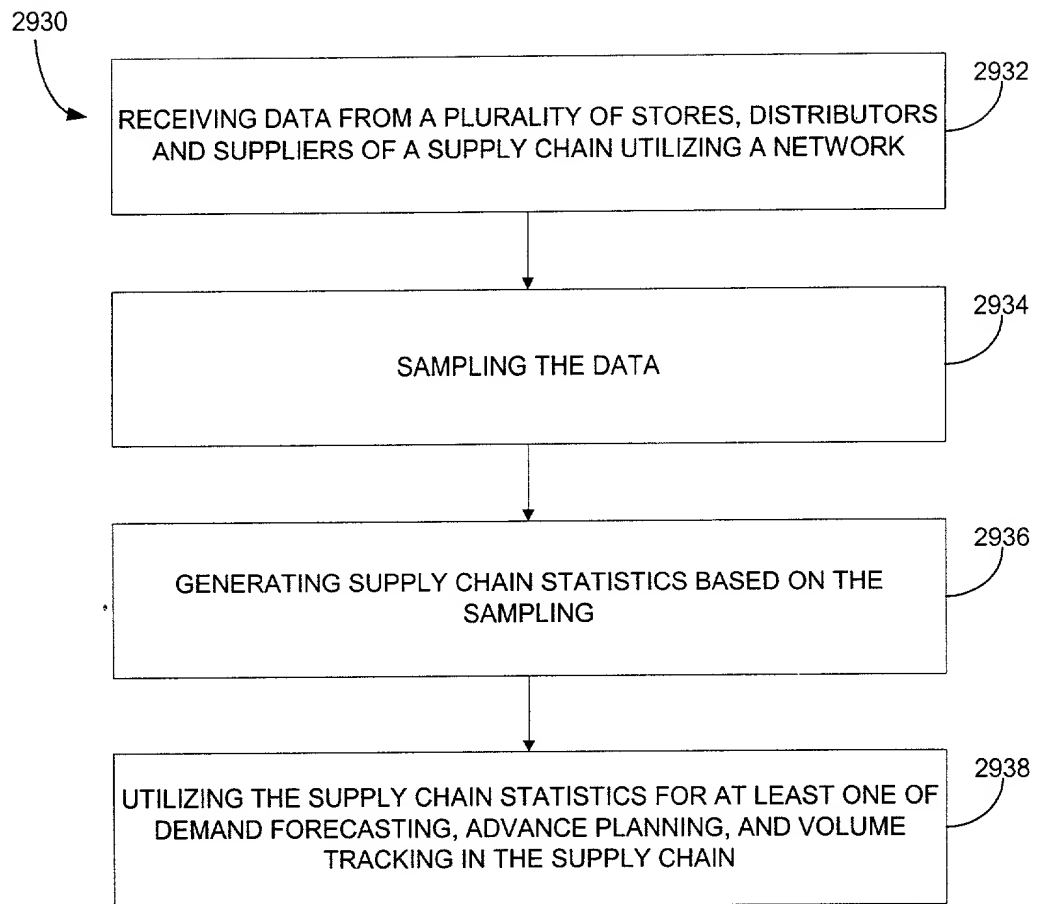 2930
2932
RECEIVING DATA FROM A PLURALITY OF STORES, DISTRIBUTORS
AND SUPPLIERS OF A SUPPLY CHAIN UTILIZING A NETWORK
2934
SAMPLING THE DATA
2936
GENERATING SUPPLY CHAIN STATISTICS BASED ON THE
SAMPLING
2938
UTILIZING THE SUPPLY CHAIN STATISTICS FOR AT LEAST ONE OF
DEMAND FORECASTING, ADVANCE PLANNING, AND VOLUME
TRACKING IN THE SUPPLY CHAIN